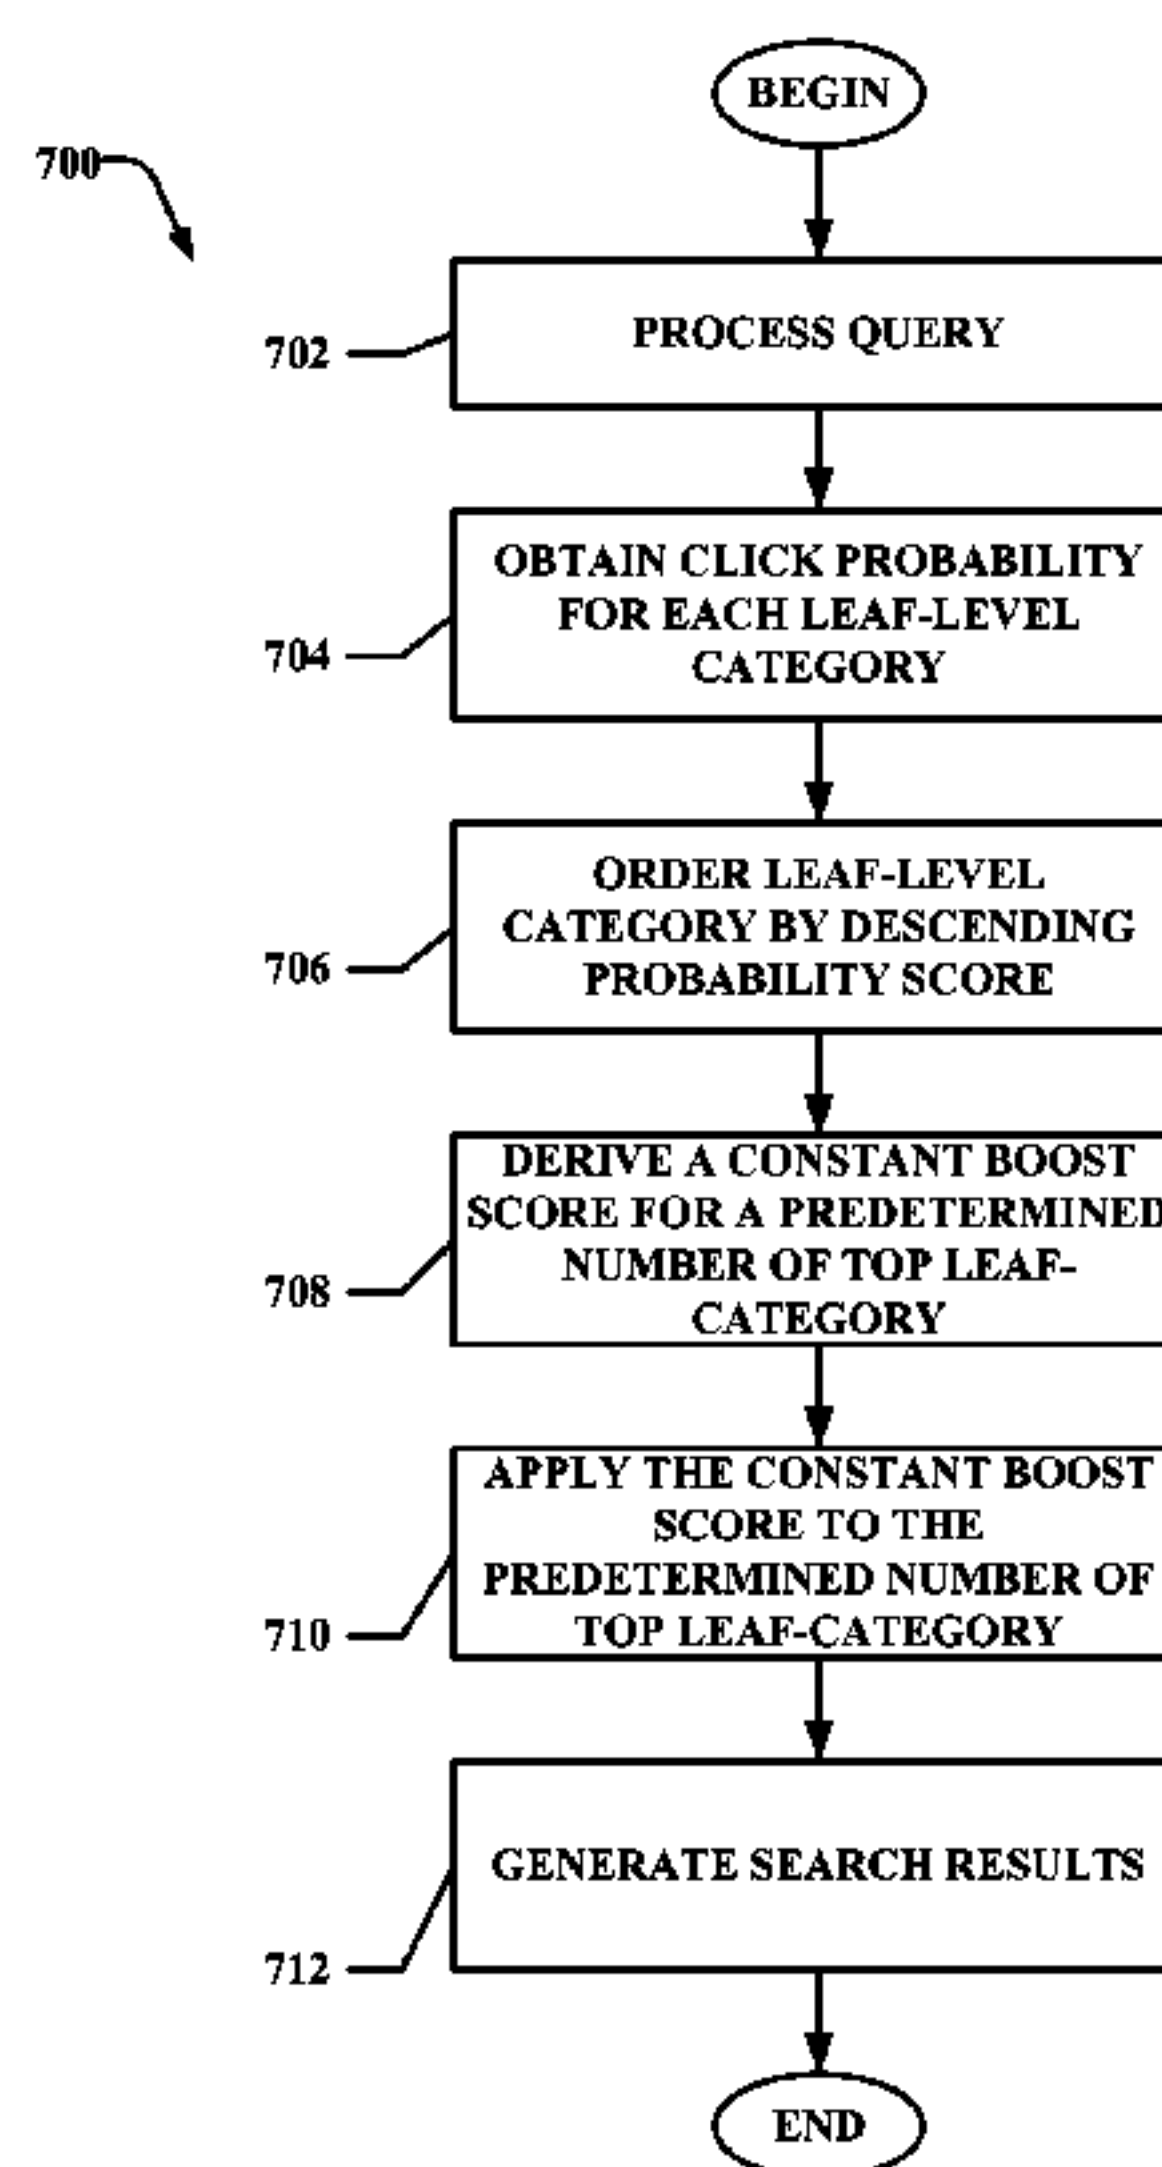 BEGIN
700
PROCESS QUERY
702
OBTAIN CLICK PROBABILITY
FOR EACH LEAF-LEVEL
CATEGORY
704
ORDER LEAF-LEVEL
CATEGORY BY DESCENDING
PROBABILITY SCORE
706
DERIVE A CONSTANT BOOST
SCORE FOR A PREDETERMINED
NUMBER OF TOP LEAF-
CATEGORY
708
APPLY THE CONSTANT BOOST
SCORE TO THE
PREDETERMINED NUMBER OF
TOP LEAF-CATEGORY
710
GENERATE SEARCH RESULTS
712
END